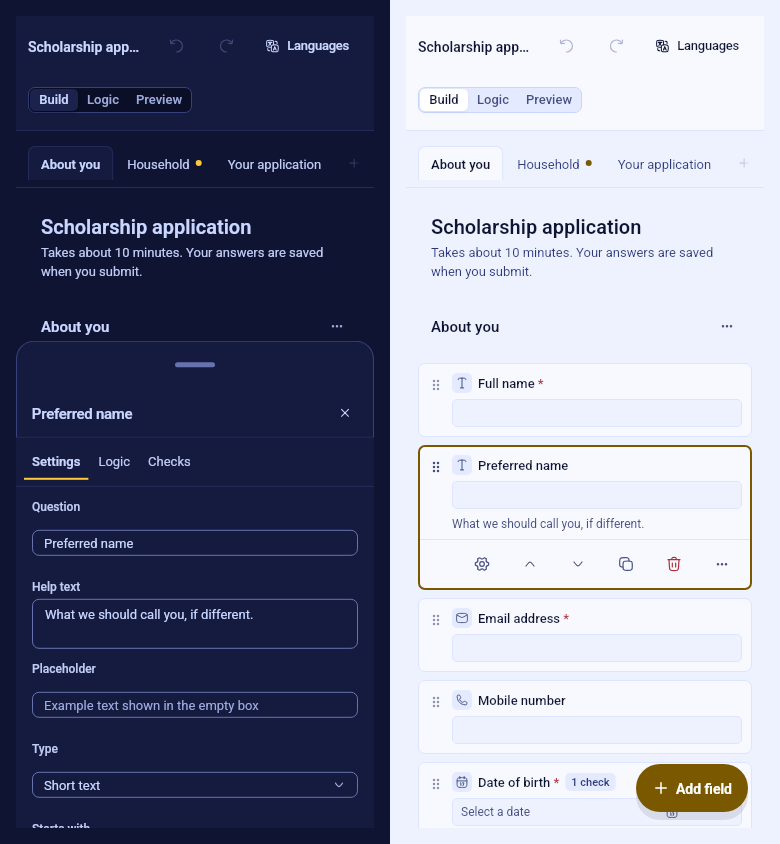 Scholarship app...
Languages
Build Logic Preview
About you Household Your application
Scholarship application
Takes about 10 minutes. Your answers are saved
when you submit.
About you
Preferred name
Settings Logic Checks
Question
Preferred name
Help text
What we should call you, if different.
Placeholder
Example text shown in the empty box
Type
Short text
Starts with
Scholarship app...
Languages
Build Logic Preview
About you Household Your application
Scholarship application
Takes about 10 minutes. Your answers are saved
when you submit.
About you
Full name *
Preferred name
What we should call you, if different.
Email address *
Mobile number
Date of birth * 1 check
Select a date
Add field